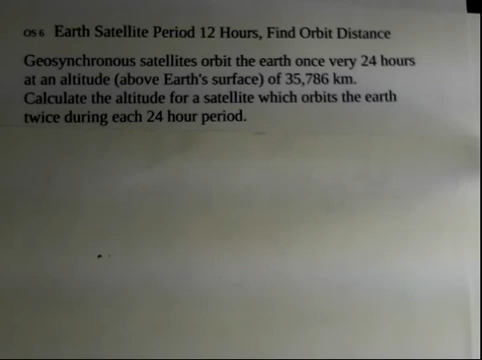 OS 6 Earth Satellite Period 12 Hours, Find Orbit Distance
Geosynchronous satellites orbit the earth once very 24 hours
at an altitude (above Earth's surface) of 35,786 km.
Calculate the altitude for a satellite which orbits the earth
twice during each 24 hour period.